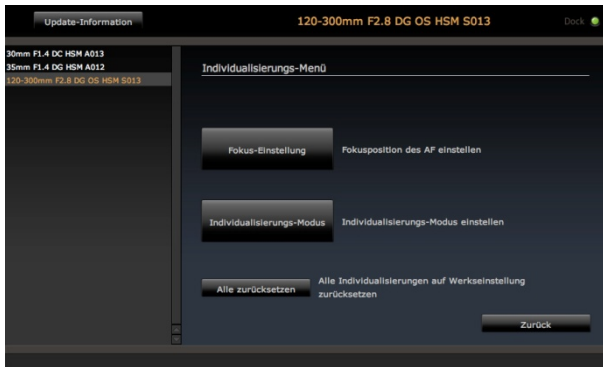 Update-Information
120-300mm F2.8 DG OS HSM S013
Dock
30mm F1.4 DC HSM A013
35mm F1.4 DG HSM A012
120-300mm F2.8 DG OS HSM S013
Individualisierungs-Menü
Fokus-Einstellung
Fokusposition des AF einstellen
Individualisierungs-Modus
Individualisierungs-Modus einstellen
Alle zurücksetzen
Alle Individualisierungen auf Werkseinstellung
zurücksetzen
Zurück